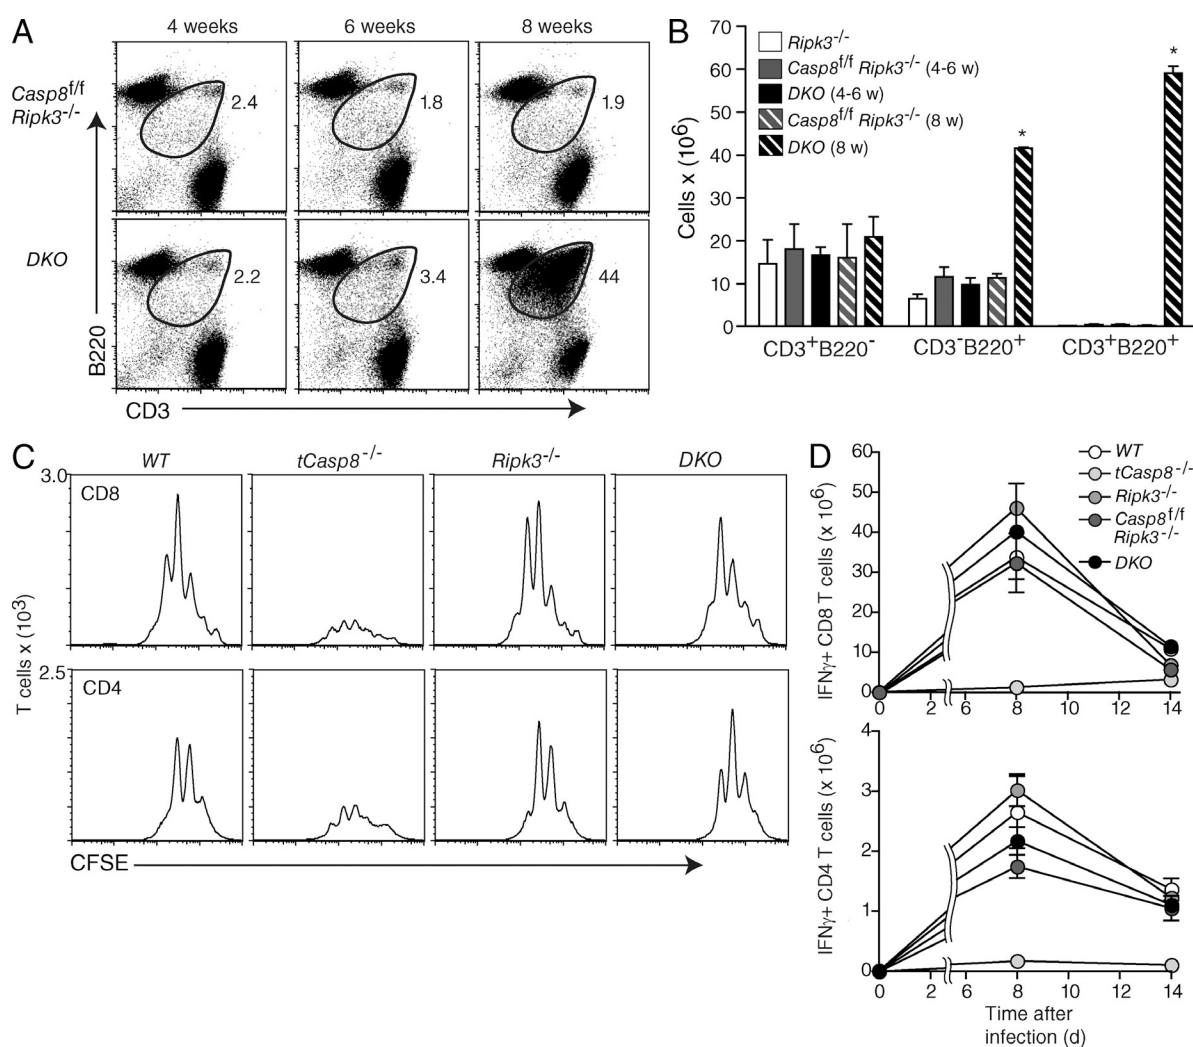 A
4 weeks
6 weeks
8 weeks
Casp8f/f
Ripk3-/-
2.4
1.8
1.9
DKO
2.2
3.4
44
B220
CD3
B
Cells x (10⁶)
70
60
50
40
30
20
10
0
Ripk3-/-
Casp8f/f Ripk3-/- (4-6 w)
DKO (4-6 w)
Casp8f/f Ripk3-/- (8 w)
DKO (8 w)
*
*
CD3⁺B220⁻
CD3⁻B220⁺
CD3⁺B220⁺
C
WT
tCasp8-/-
Ripk3-/-
DKO
3.0
CD8
2.5
CD4
T cells x (10³)
CFSE
D
IFNγ+ CD8 T cells (x 10⁶)
60
50
40
30
20
10
0
WT
tCasp8-/-
Ripk3-/-
Casp8f/f
Ripk3-/-
DKO
0 2 6 8 10 12 14
IFNγ+ CD4 T cells (x 10⁶)
4
3
2
1
0
0 2 6 8 10 12 14
Time after
infection (d)